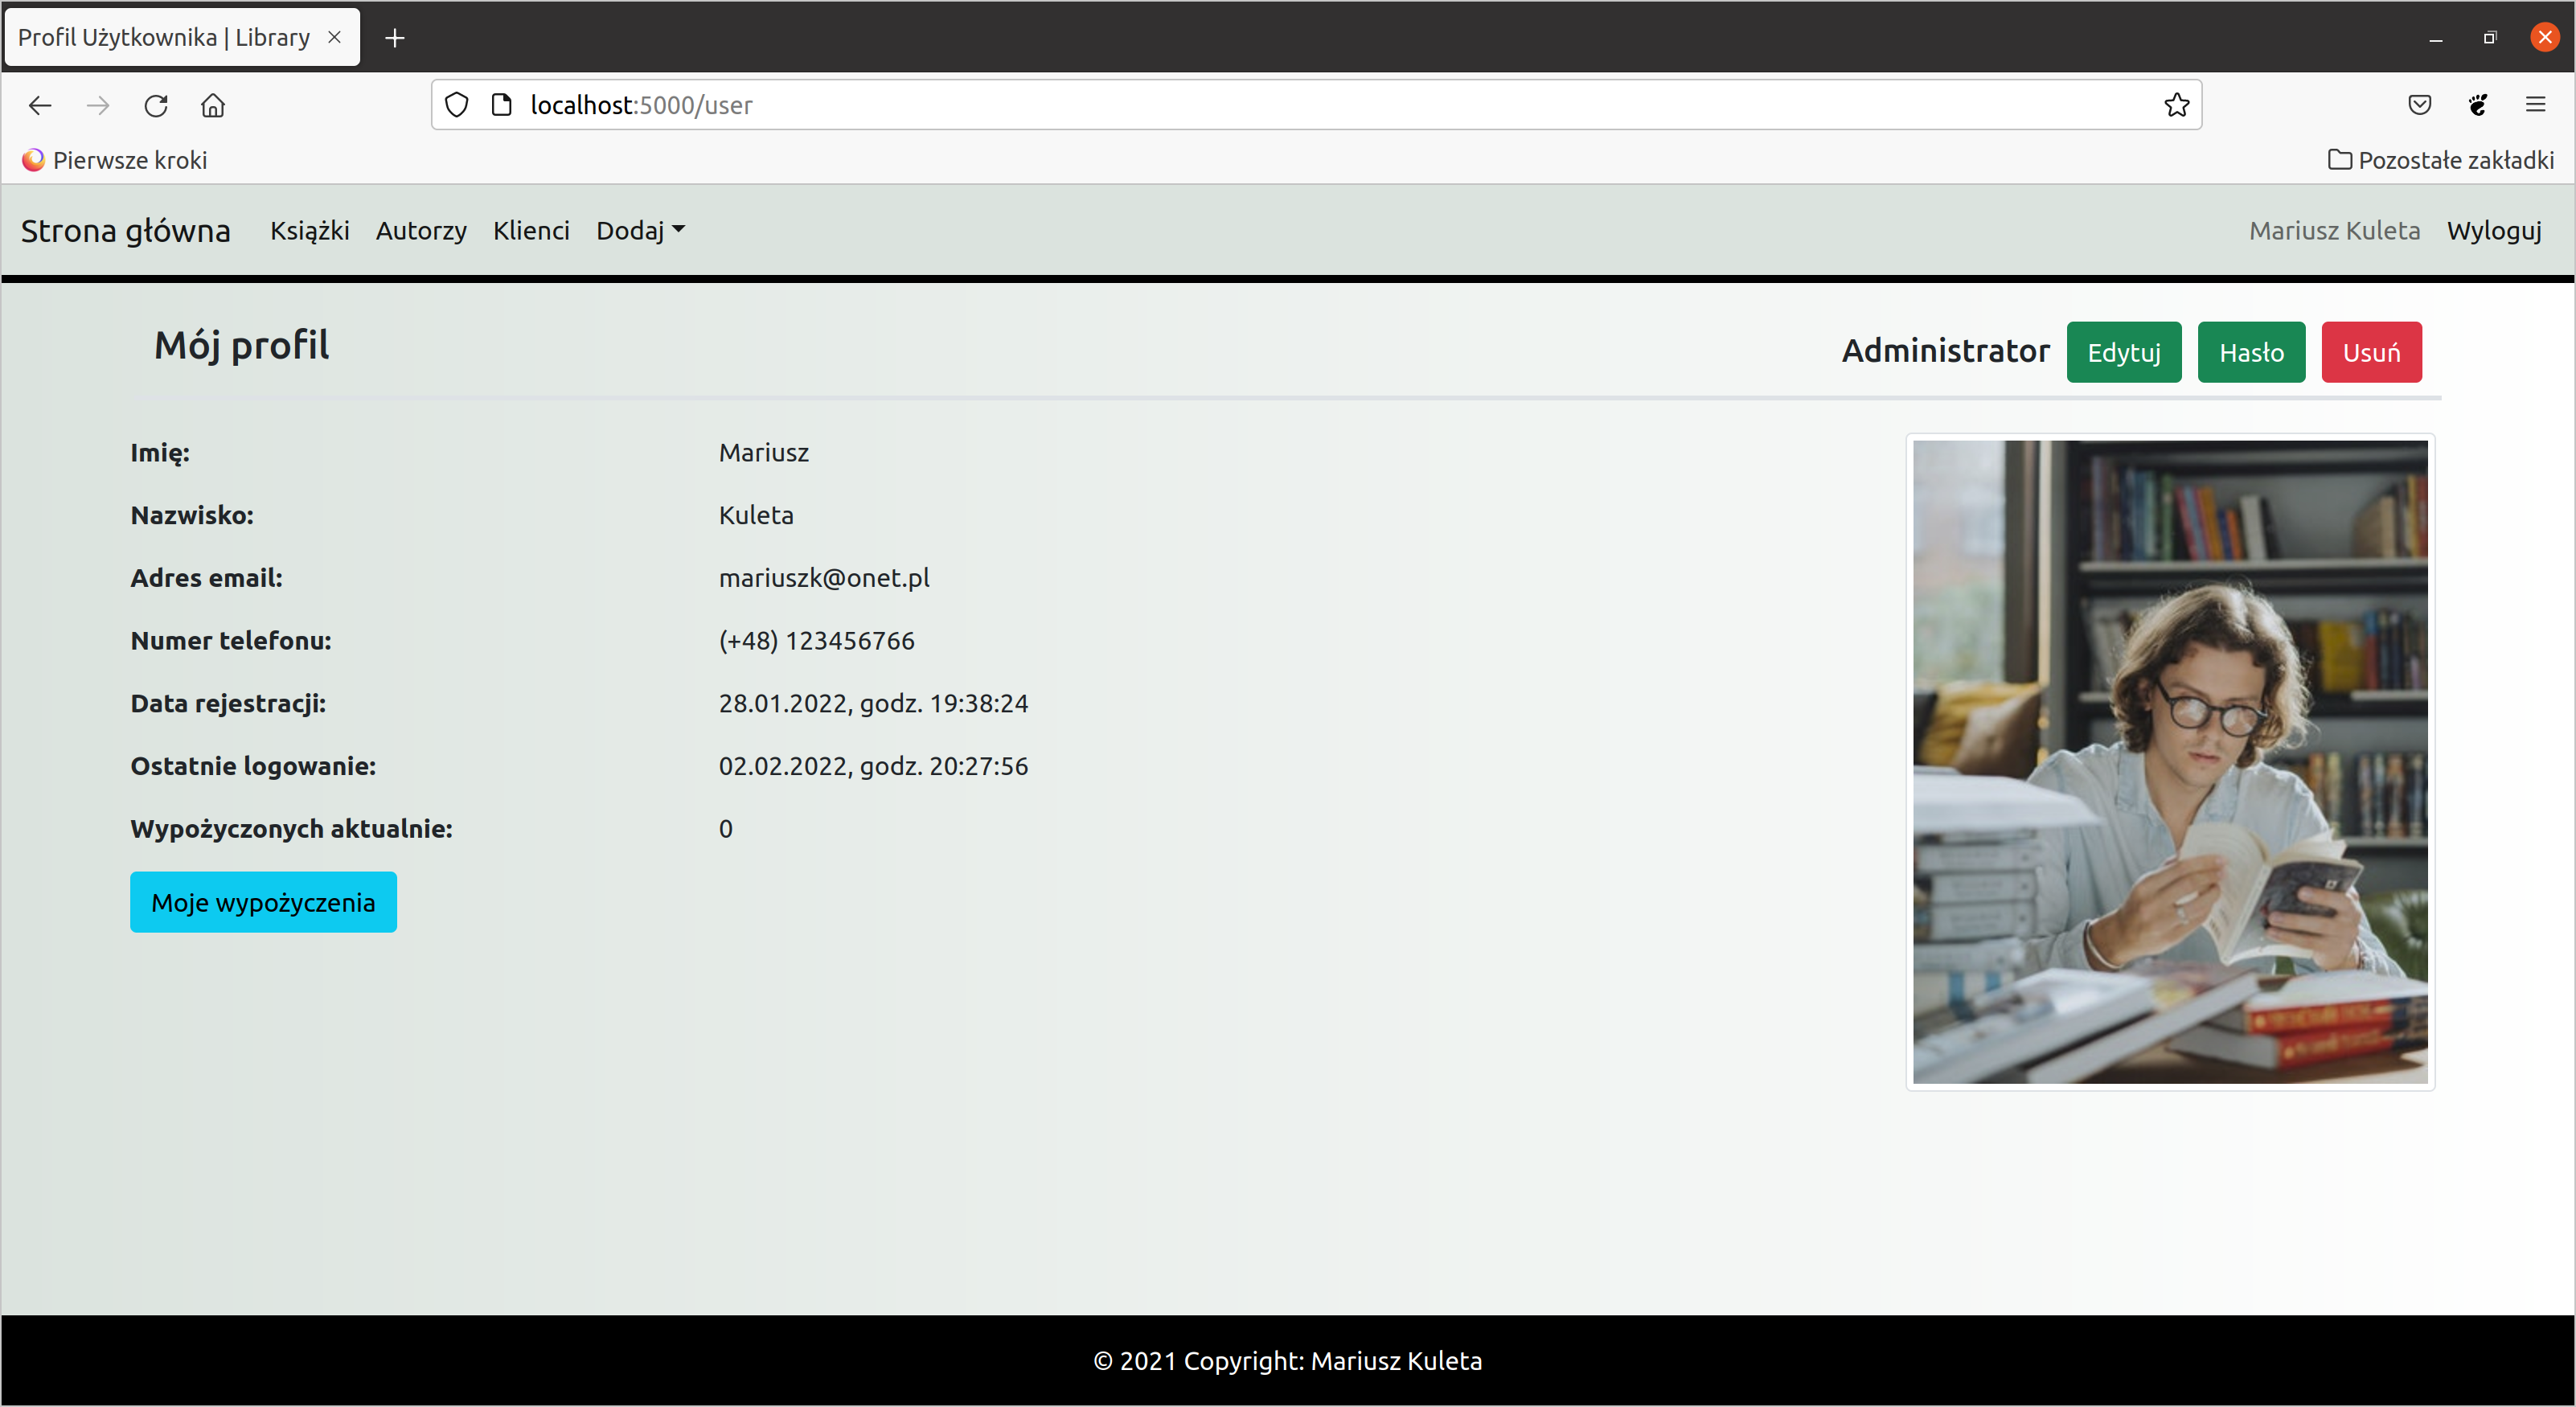 Profil Użytkownika | Library
localhost:5000/user
Pierwsze kroki Pozostałe zakładki
Strona główna Książki Autorzy Klienci Dodaj Mariusz Kuleta Wyloguj
Mój profil Administrator Edytuj Hasło Usuń
Imię: Mariusz
Nazwisko: Kuleta
Adres email: mariuszk@onet.pl
Numer telefonu: (+48) 123456766
Data rejestracji: 28.01.2022, godz. 19:38:24
Ostatnie logowanie: 02.02.2022, godz. 20:27:56
Wypożyczonych aktualnie: 0
Moje wypożyczenia
© 2021 Copyright: Mariusz Kuleta